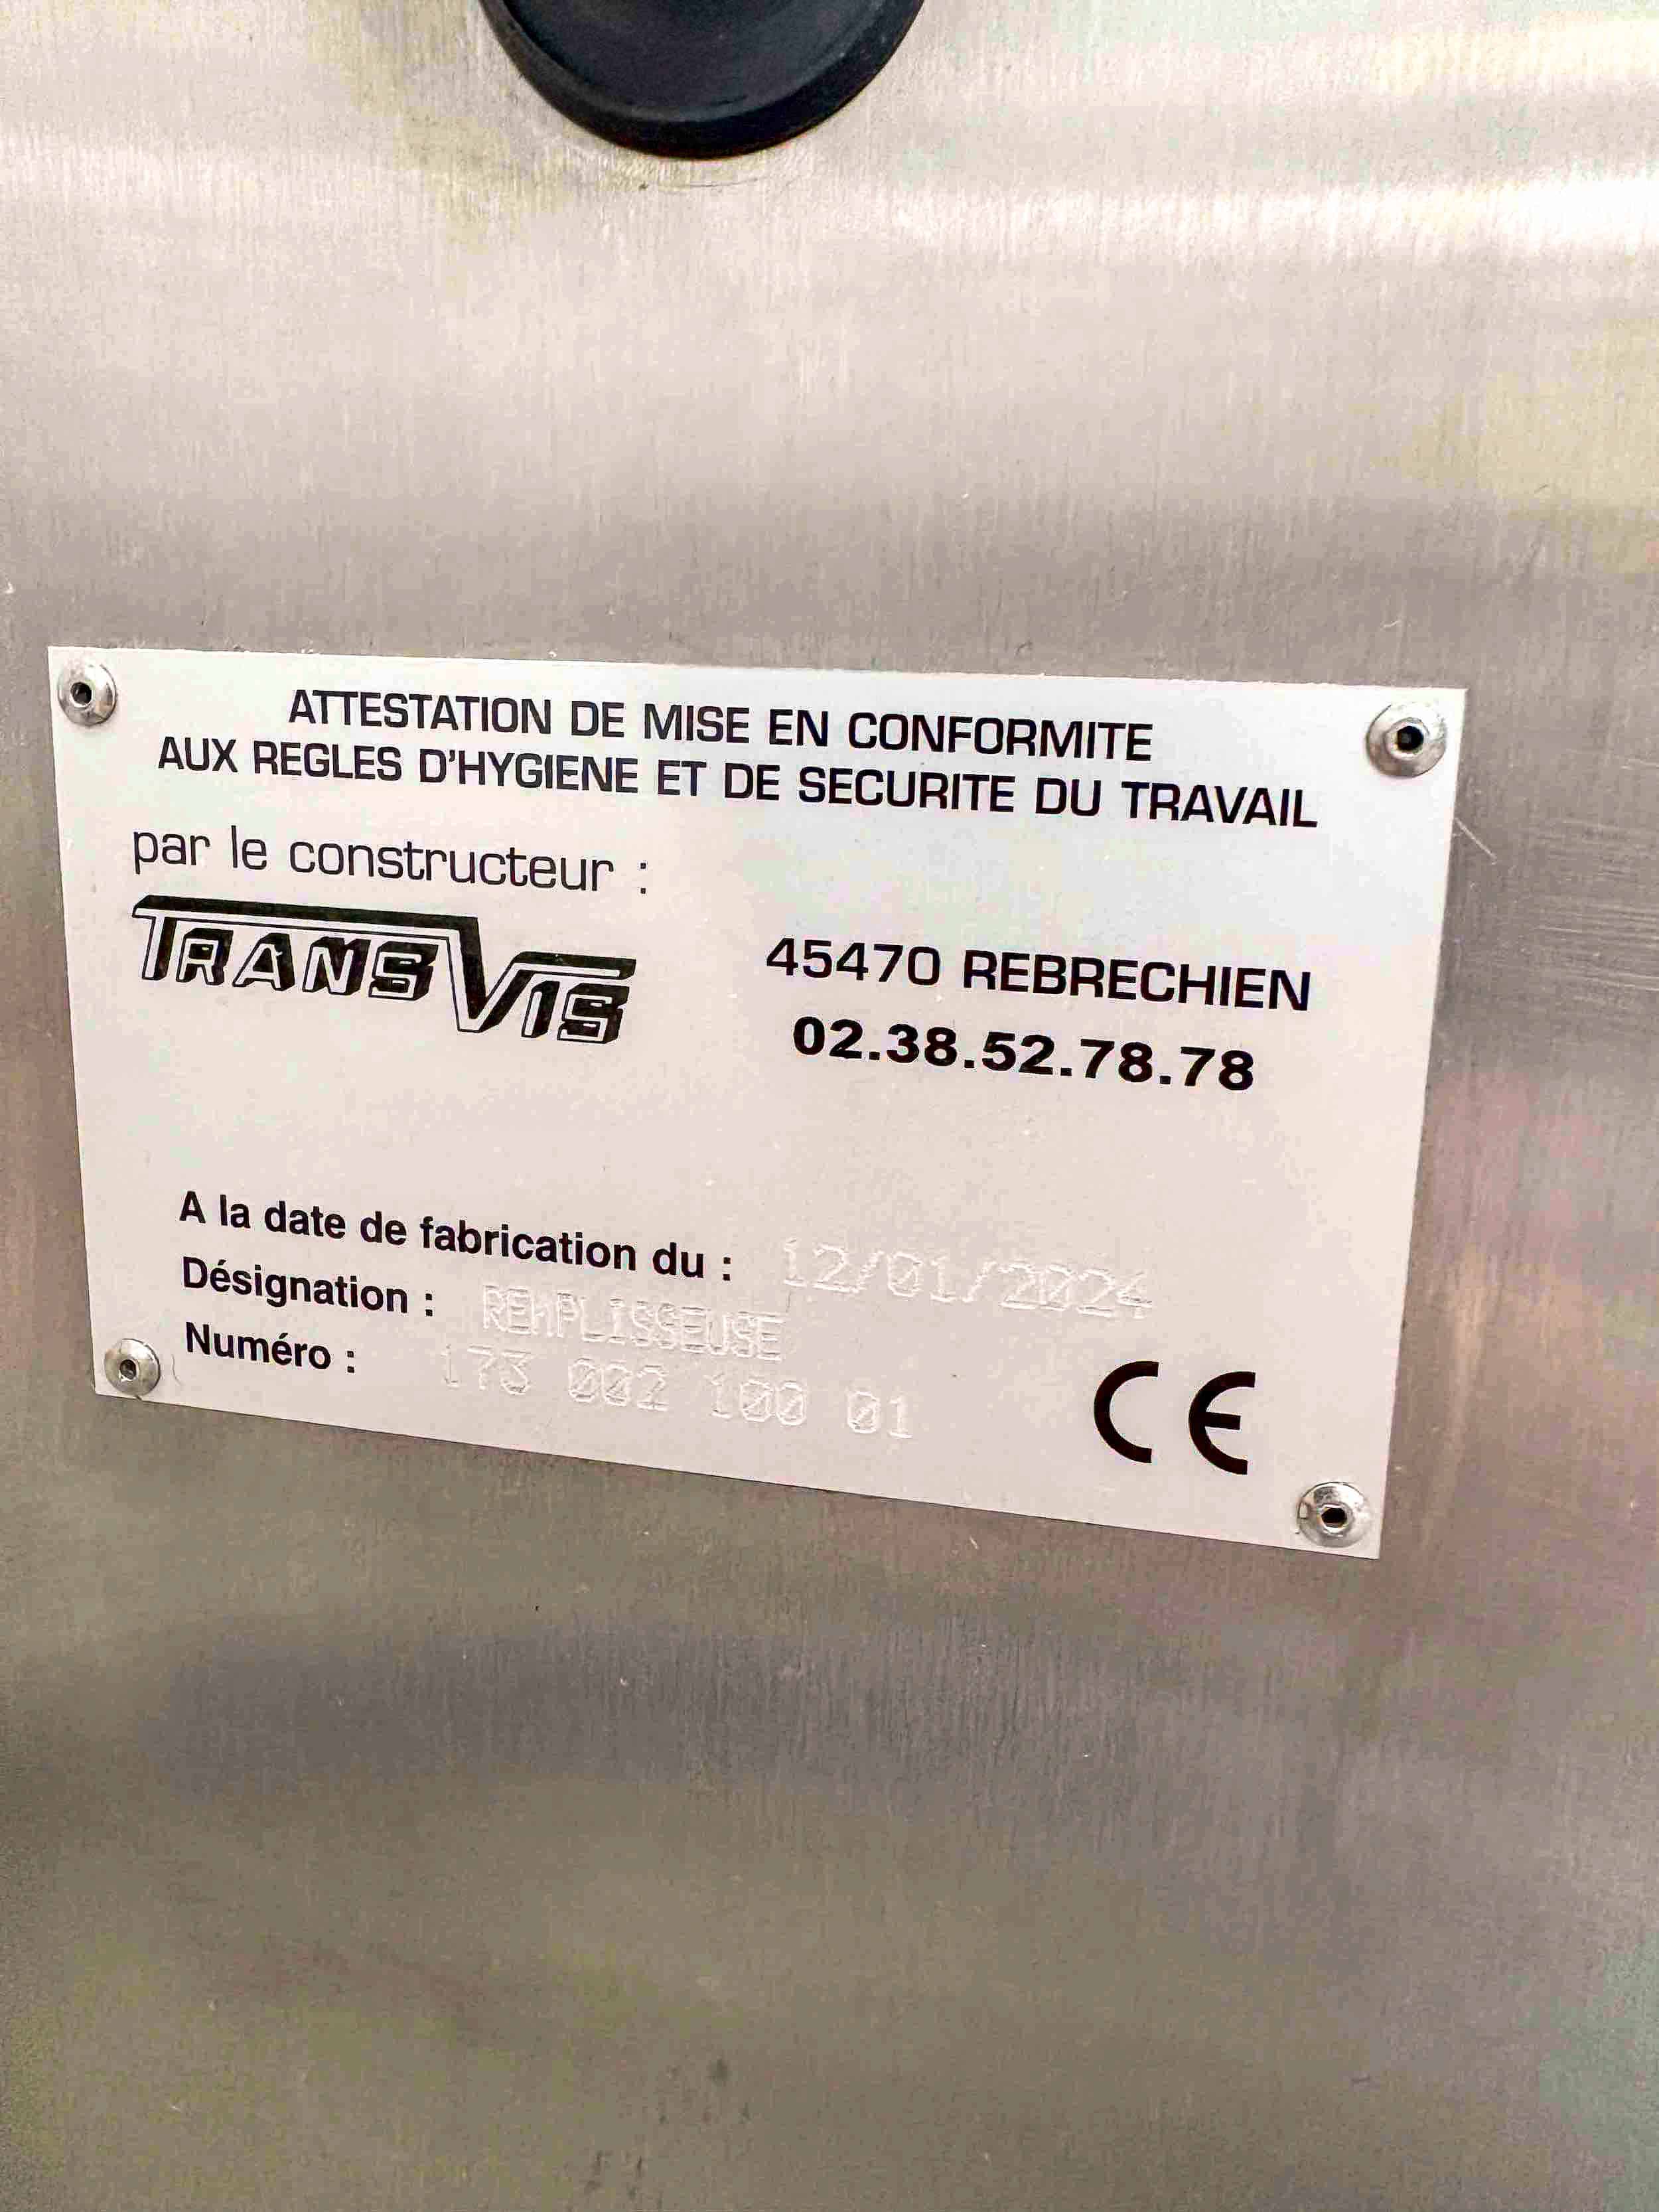 ATTESTATION DE MISE EN CONFORMITE
AUX REGLES D'HYGIENE ET DE SECURITE DU TRAVAIL
par le constructeur :
TRANSVIS
45470 REBRECHIEN
02.38.52.78.78
A la date de fabrication du : 12/01/2024
Désignation : REMPLISSEUSE
Numéro : 173 002 100 01
CE